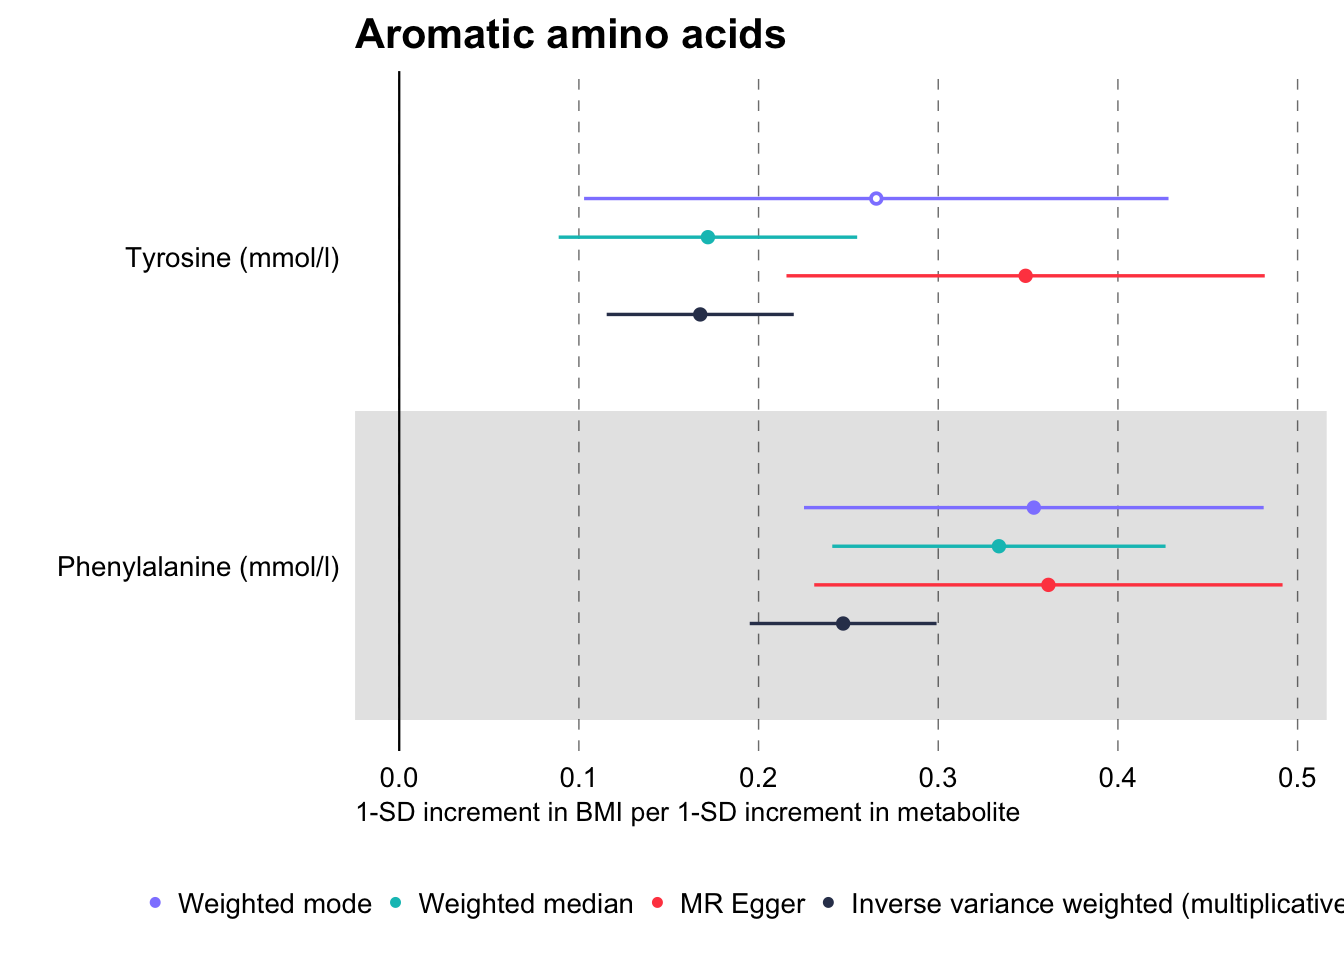 Aromatic amino acids
Tyrosine (mmol/l)
Phenylalanine (mmol/l)
0.0 0.1 0.2 0.3 0.4 0.5
1-SD increment in BMI per 1-SD increment in metabolite
Weighted mode Weighted median MR Egger Inverse variance weighted (multiplicative